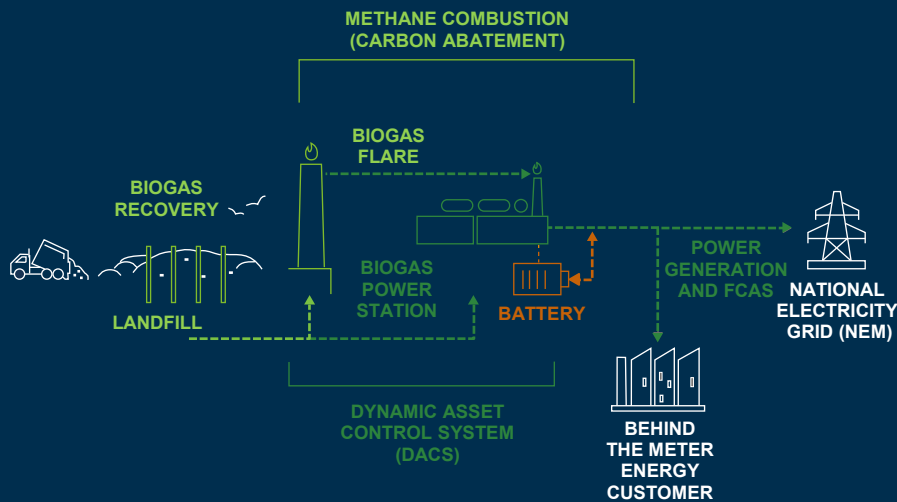 METHANE COMBUSTION
(CARBON ABATEMENT)
BIOGAS
FLARE
BIOGAS
RECOVERY
LANDFILL
BIOGAS
POWER
STATION
BATTERY
POWER
GENERATION
AND FCAS
NATIONAL
ELECTRICITY
GRID (NEM)
DYNAMIC ASSET
CONTROL SYSTEM
(DACS)
BEHIND
THE METER
ENERGY
CUSTOMER